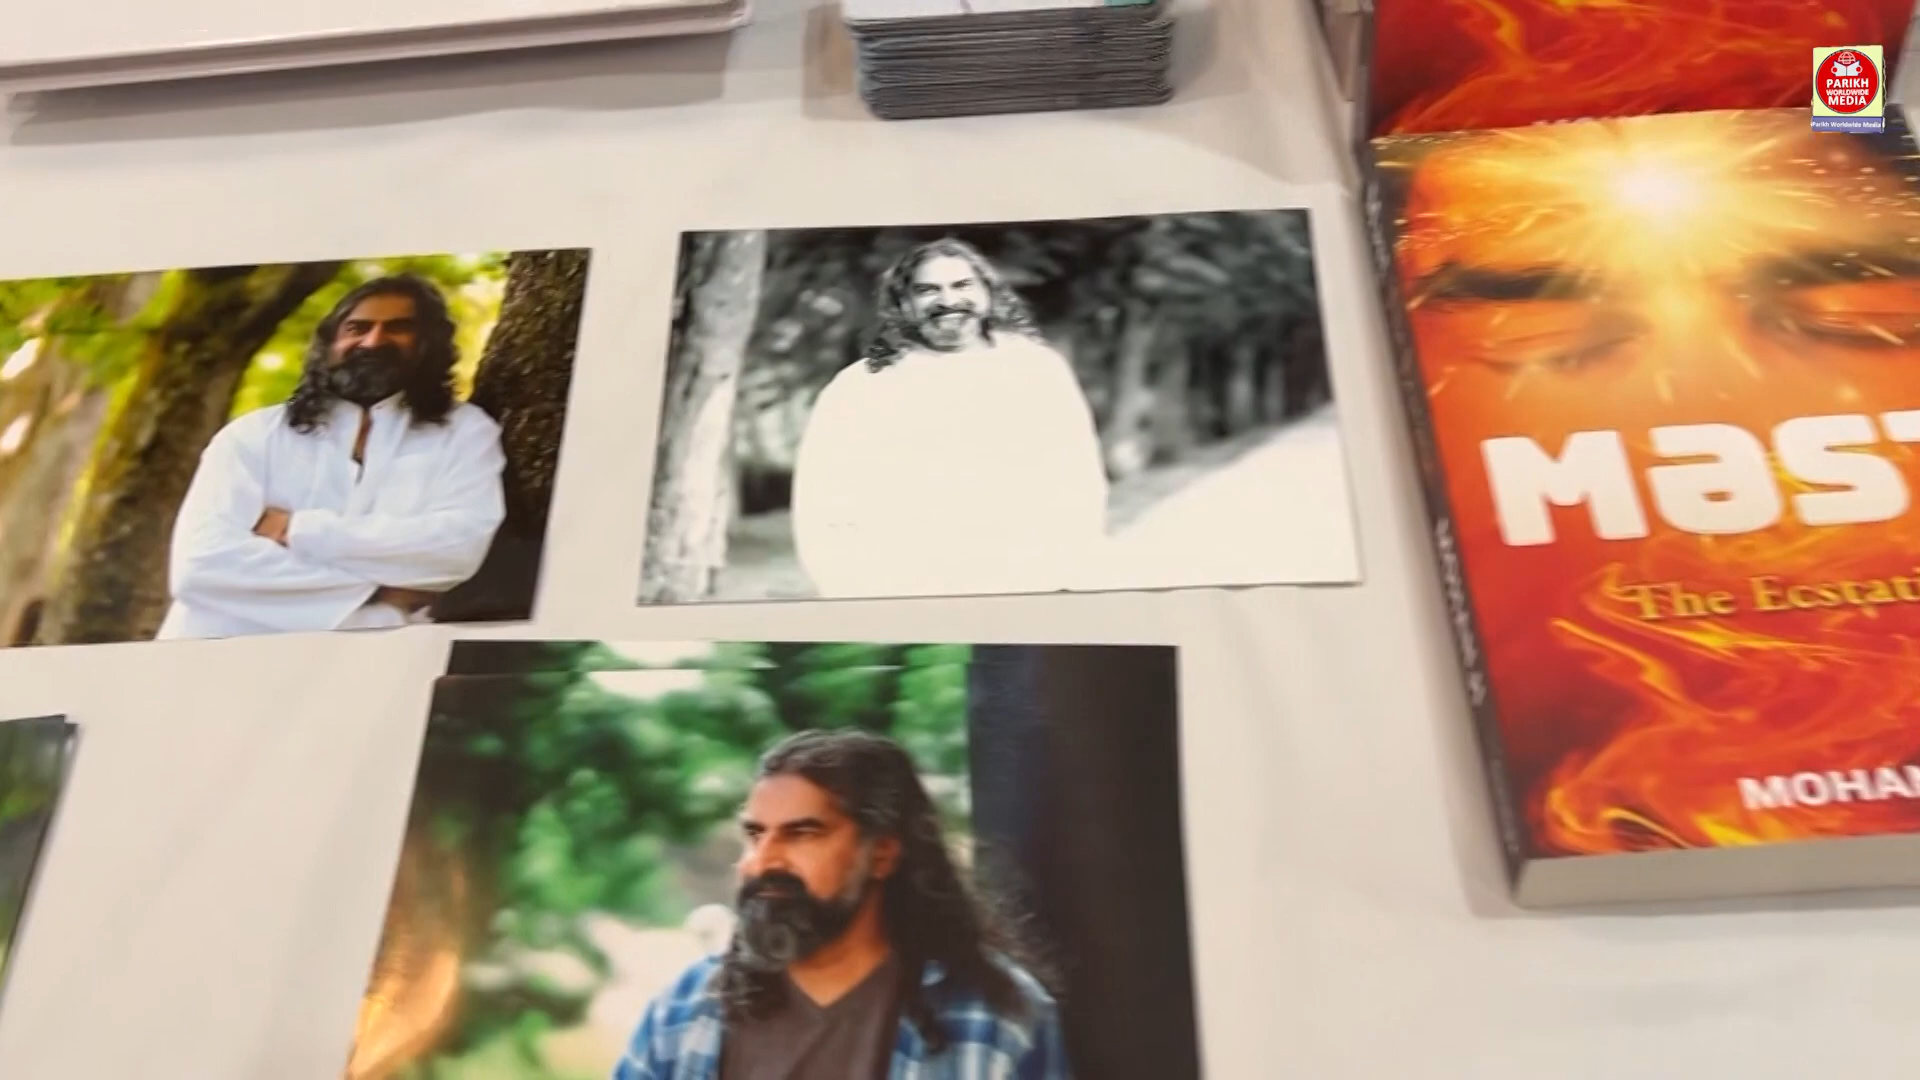 PARIKH
WORLDWIDE
MEDIA
Parikh Worldwide Media
MAST
The Ecstati
MOHAN